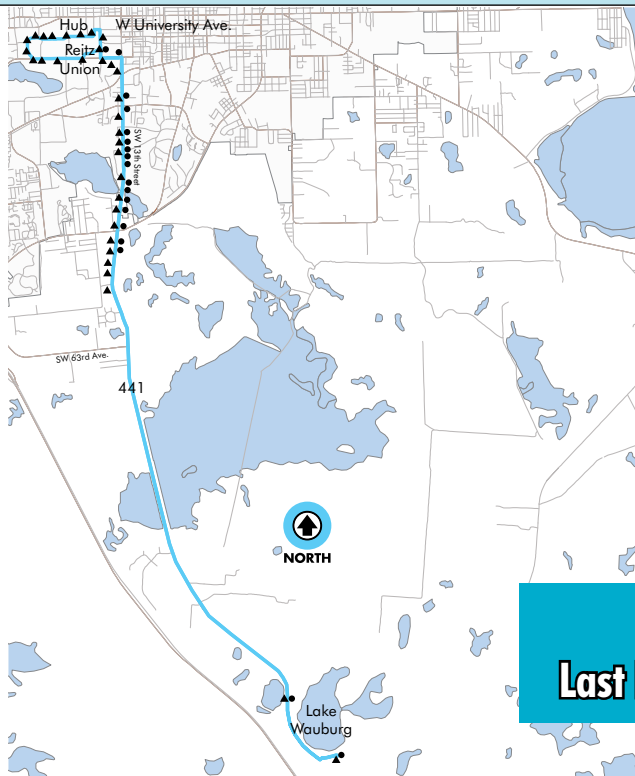 Hub
W University Ave.
Reitz
Union
SW 13th Street
SW 63rd Ave.
441
NORTH
Last
Lake
Wauburg